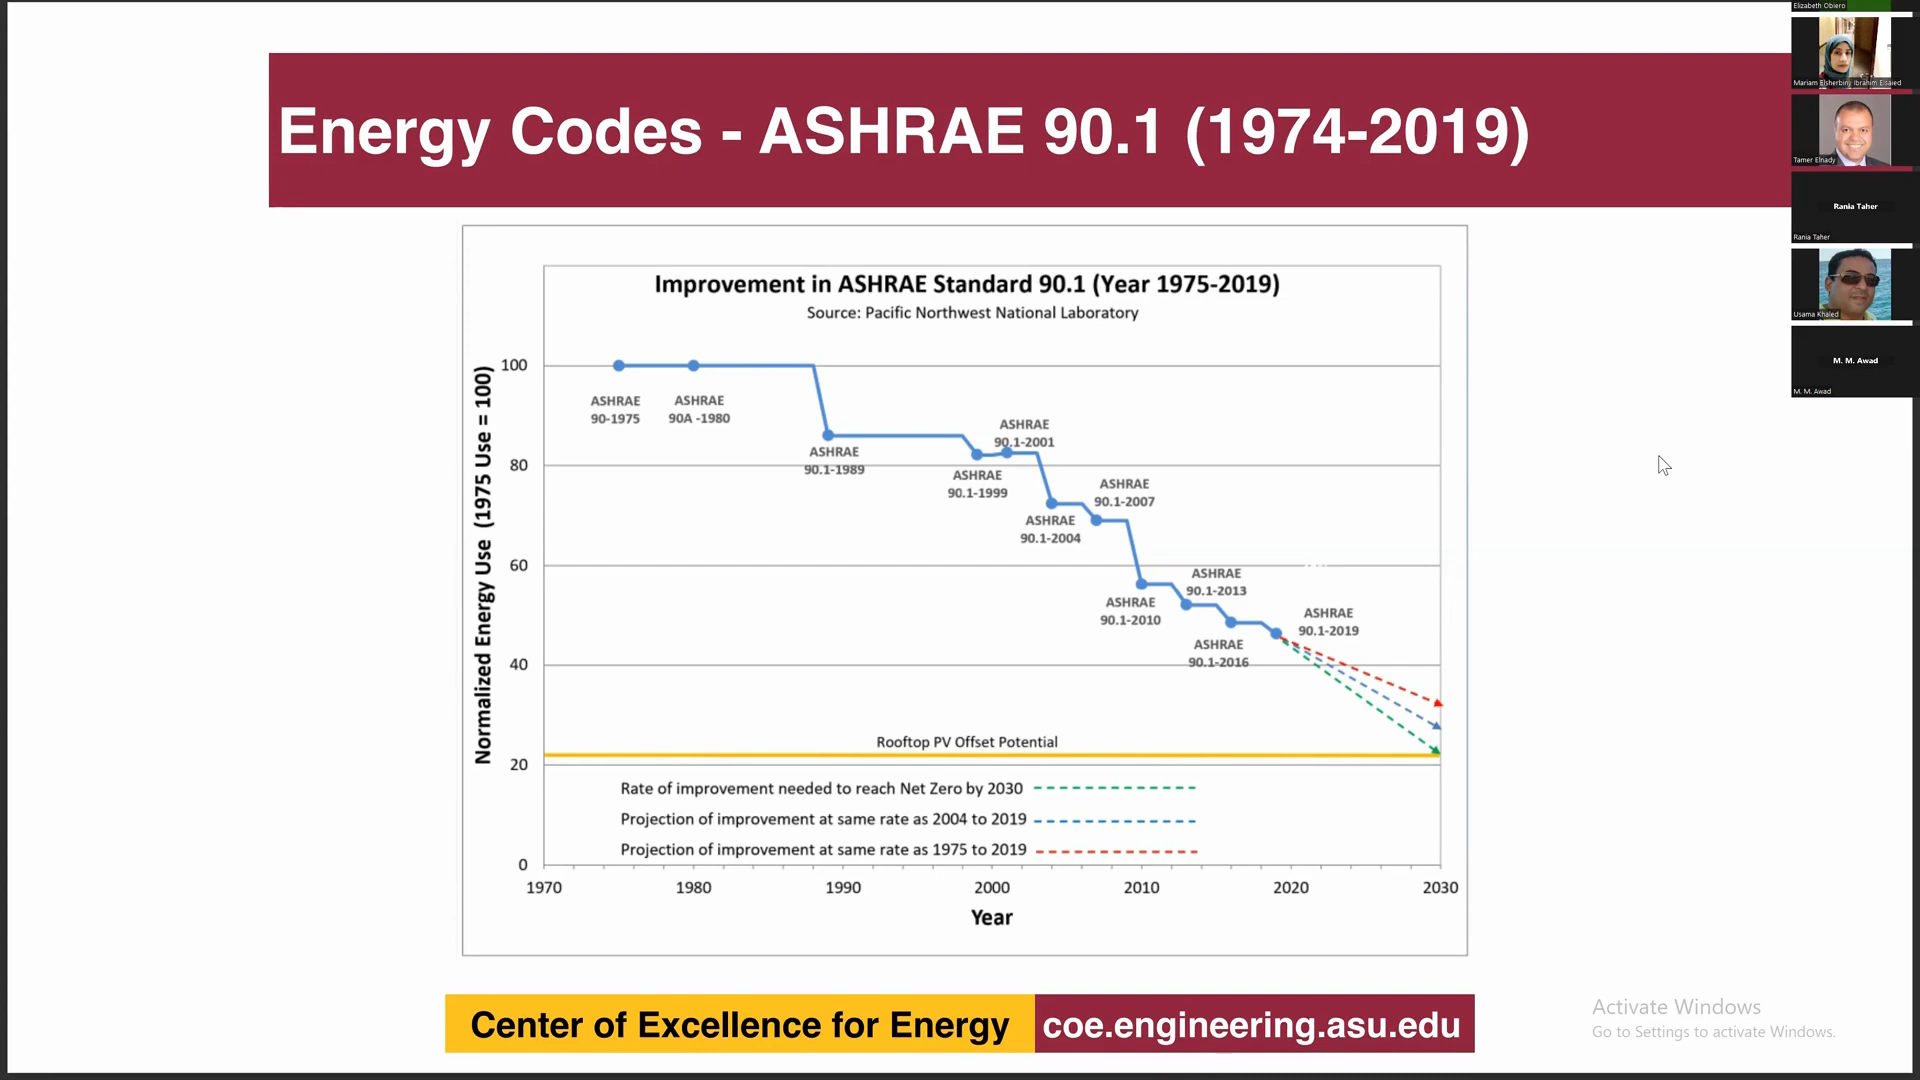 Energy Codes - ASHRAE 90.1 (1974-2019)
Improvement in ASHRAE Standard 90.1 (Year 1975-2019)
Source: Pacific Northwest National Laboratory
Normalized Energy Use (1975 Use = 100)
100
80
60
40
20
0
ASHRAE
90-1975
ASHRAE
90A -1980
ASHRAE
90.1-1989
ASHRAE
90.1-1999
ASHRAE
90.1-2001
ASHRAE
90.1-2004
ASHRAE
90.1-2007
ASHRAE
90.1-2010
ASHRAE
90.1-2013
ASHRAE
90.1-2016
ASHRAE
90.1-2019
Rooftop PV Offset Potential
Rate of improvement needed to reach Net Zero by 2030
Projection of improvement at same rate as 2004 to 2019
Projection of improvement at same rate as 1975 to 2019
1970
1980
1990
2000
2010
2020
2030
Year
Center of Excellence for Energy
coe.engineering.asu.edu
Elizabeth Obiero
Mariam Elsherbiny Ibrahim Elsaied
Tamer Elnady
Rania Taher
Rania Taher
Usama Khaled
M. M. Awad
M. M. Awad
Activate Windows
Go to Settings to activate Windows.